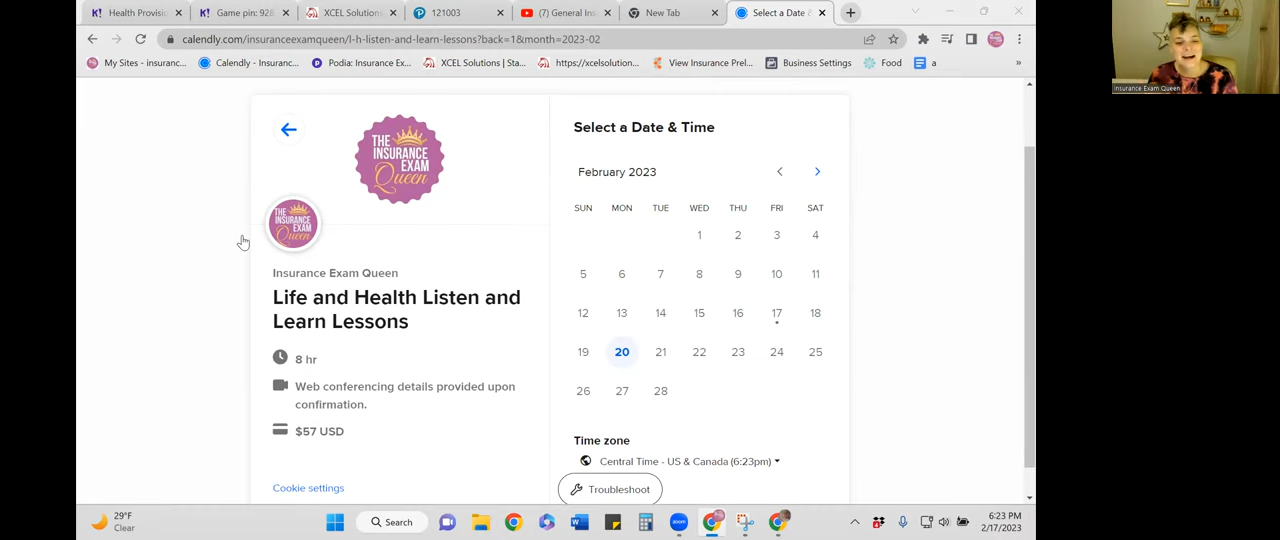 Health Provisi
Game pin: 928
XCEL Solution
121003
(7) General Ins
New Tab
Select a Date &
calendly.com/insuranceexamqueen/l-h-listen-and-learn-lessons?back=1&month=2023-02
My Sites - insuranc...
Calendly - Insuranc...
Podia: Insurance Ex...
XCEL Solutions | Sta...
https://xcelsolution...
View Insurance Prel...
Business Settings
Food
a
»
THE
INSURANCE
EXAM
Queen
THE
INSURANCE
EXAM
Queen
Insurance Exam Queen
Life and Health Listen and
Learn Lessons
8 hr
Web conferencing details provided upon
confirmation.
$57 USD
Cookie settings
Select a Date & Time
February 2023
SUN MON TUE WED THU FRI SAT
1 2 3 4
5 6 7 8 9 10 11
12 13 14 15 16 17 18
19 20 21 22 23 24 25
26 27 28
Time zone
Central Time - US & Canada (6:23pm)
Troubleshoot
29°F
Clear
Search
6:23 PM
2/17/2023
Insurance Exam Queen